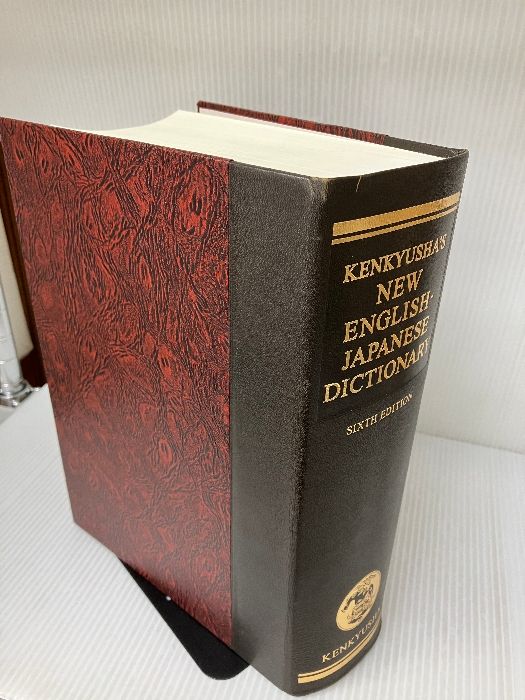 KENKYUSHA'S
NEW
ENGLISH-
JAPANESE
DICTIONARY
SIXTH EDITION
KENKYUSHA